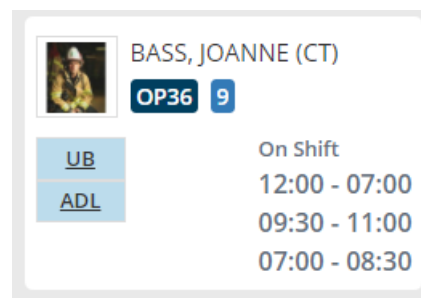 BASS, JOANNE (CT)
OP36 9
UB
ADL
On Shift
12:00 - 07:00
09:30 - 11:00
07:00 - 08:30